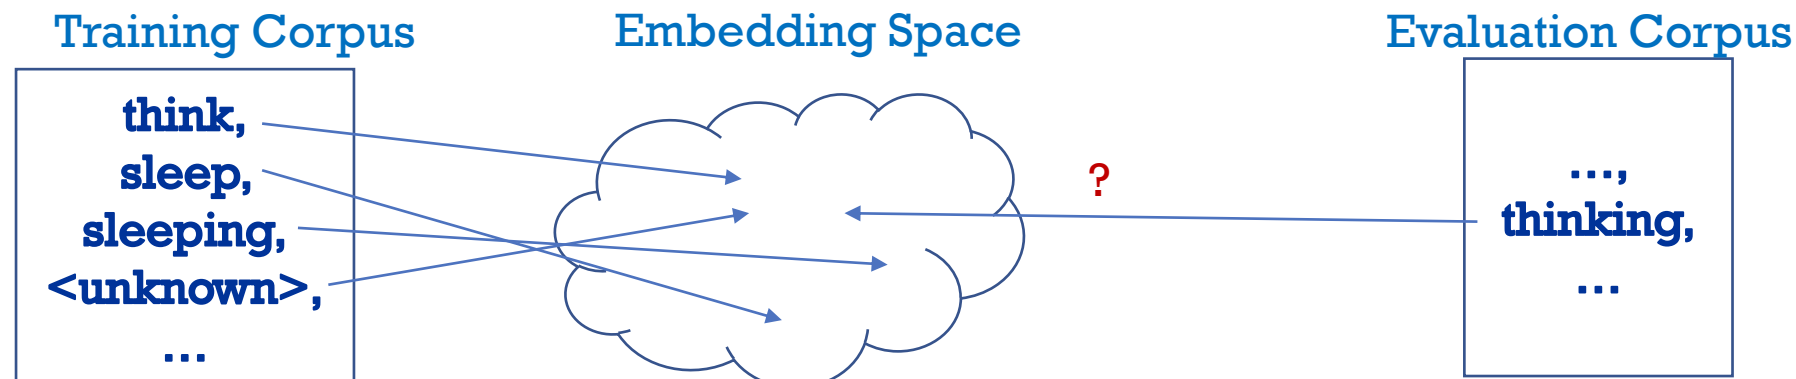 Training Corpus
Embedding Space
Evaluation Corpus
think,
sleep,
sleeping,
<unknown>,
...
?
...,
thinking,
...